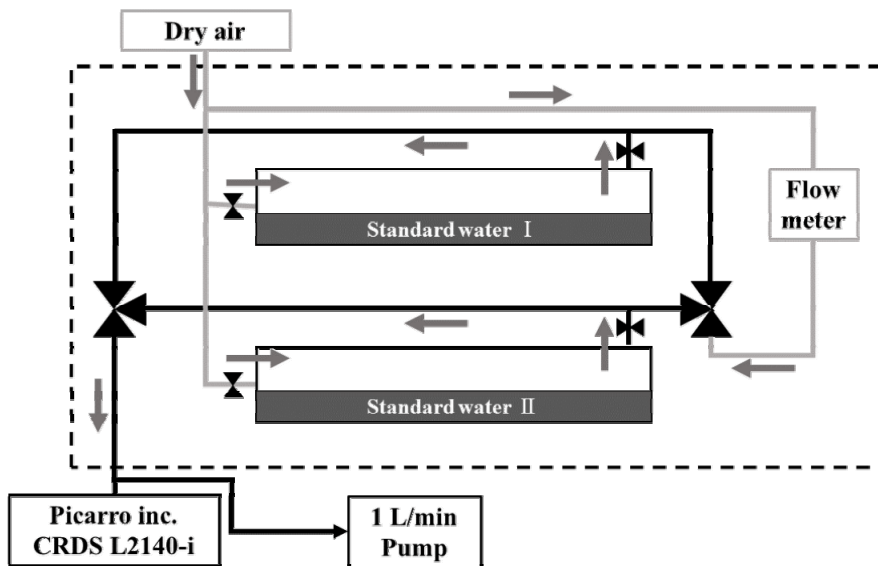 Dry air
Flow
meter
Standard water Ⅰ
Standard water Ⅱ
Picarro inc.
CRDS L2140-i
1 L/min
Pump